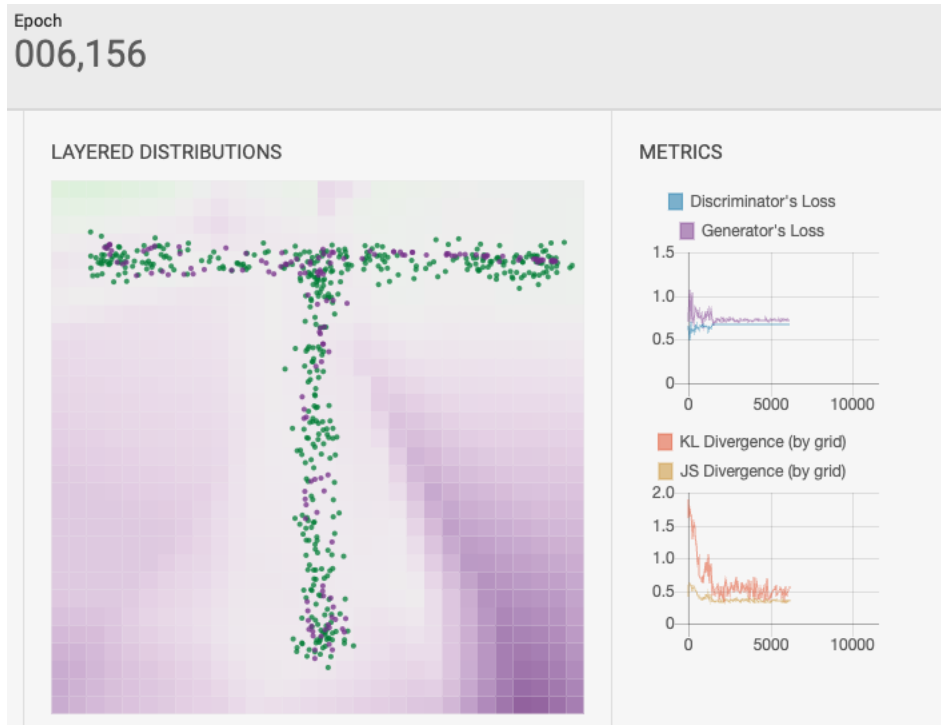 Epoch
006,156
LAYERED DISTRIBUTIONS
METRICS
Discriminator's Loss
Generator's Loss
1.5
1.0
0.5
0
0 5000 10000
KL Divergence (by grid)
JS Divergence (by grid)
2.0
1.5
1.0
0.5
0
0 5000 10000